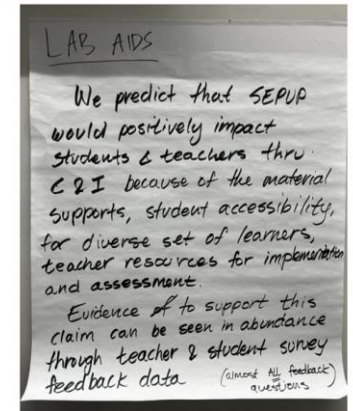 LAB AIDS
We predict that SEPUP
would positively impact
students & teachers thru
C & I because of the material
supports, student accessibility,
for diverse set of learners,
teacher resources for implementation
and assessment.
Evidence of to support this
claim can be seen in abundance
through teacher & student survey
feedback data (almost ALL feedback)
questions